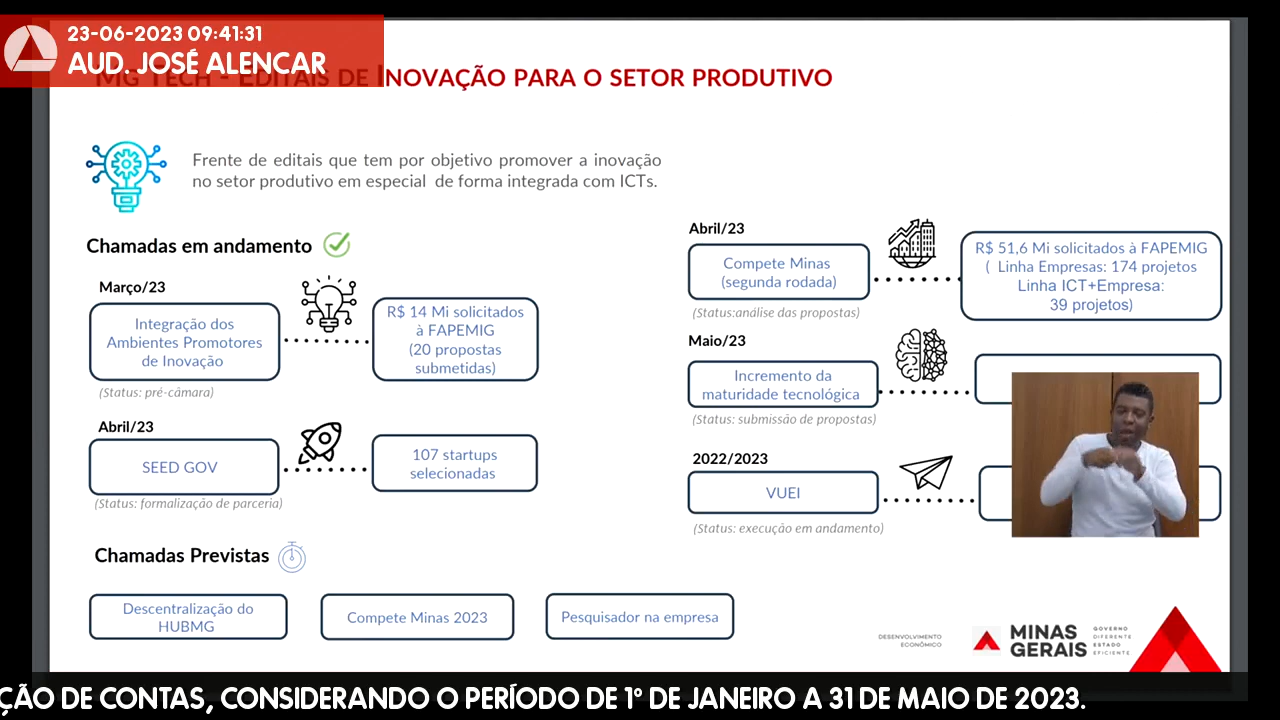 23-06-2023 09:41:31
AUD. JOSÉ ALENCAR
MG TECH - EDITAIS DE INOVAÇÃO PARA O SETOR PRODUTIVO
Frente de editais que tem por objetivo promover a inovação
no setor produtivo em especial de forma integrada com ICTs.
Chamadas em andamento
Março/23
Integração dos
Ambientes Promotores
de Inovação
(Status: pré-câmara)
R$ 14 Mi solicitados
à FAPEMIG
(20 propostas
submetidas)
Abril/23
SEED GOV
(Status: formalização de parceria)
107 startups
selecionadas
Abril/23
Compete Minas
(segunda rodada)
(Status:análise das propostas)
R$ 51,6 Mi solicitados à FAPEMIG
( Linha Empresas: 174 projetos
Linha ICT+Empresa:
39 projetos)
Maio/23
Incremento da
maturidade tecnológica
(Status: submissão de propostas)
2022/2023
VUEI
(Status: execução em andamento)
Chamadas Previstas
Descentralização do
HUBMG
Compete Minas 2023
Pesquisador na empresa
DESENVOLVIMENTO
ECONÔMICO
MINAS
GERAIS
GOVERNO
DIFERENTE
ESTADO
EFICIENTE
ÇÃO DE CONTAS, CONSIDERANDO O PERÍODO DE 1º DE JANEIRO A 31 DE MAIO DE 2023.